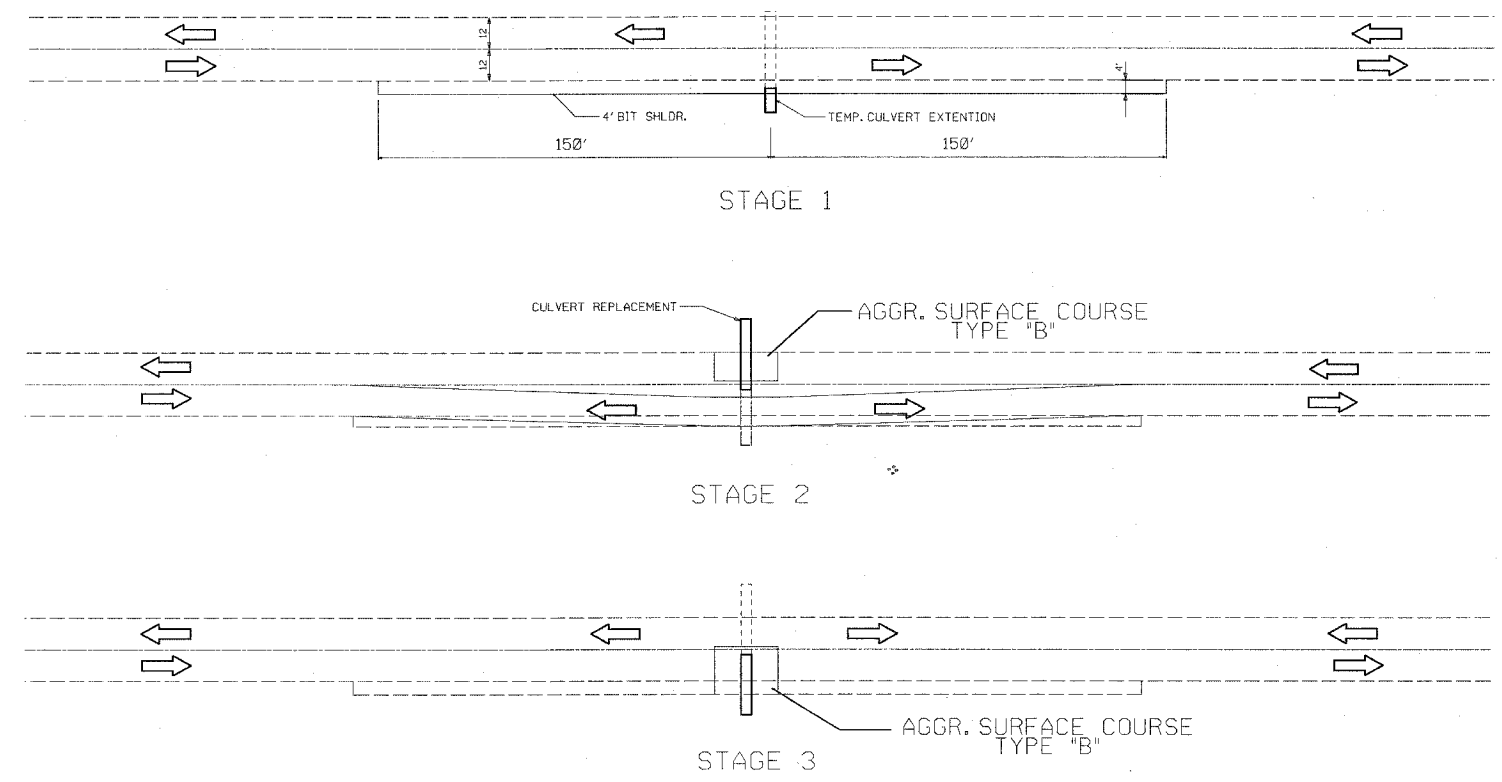 12
12
4'
4' BIT SHLDR.
TEMP. CULVERT EXTENTION
150'
150'
STAGE 1
CULVERT REPLACEMENT
AGGR. SURFACE COURSE
TYPE "B"
STAGE 2
AGGR. SURFACE COURSE
TYPE "B"
STAGE 3